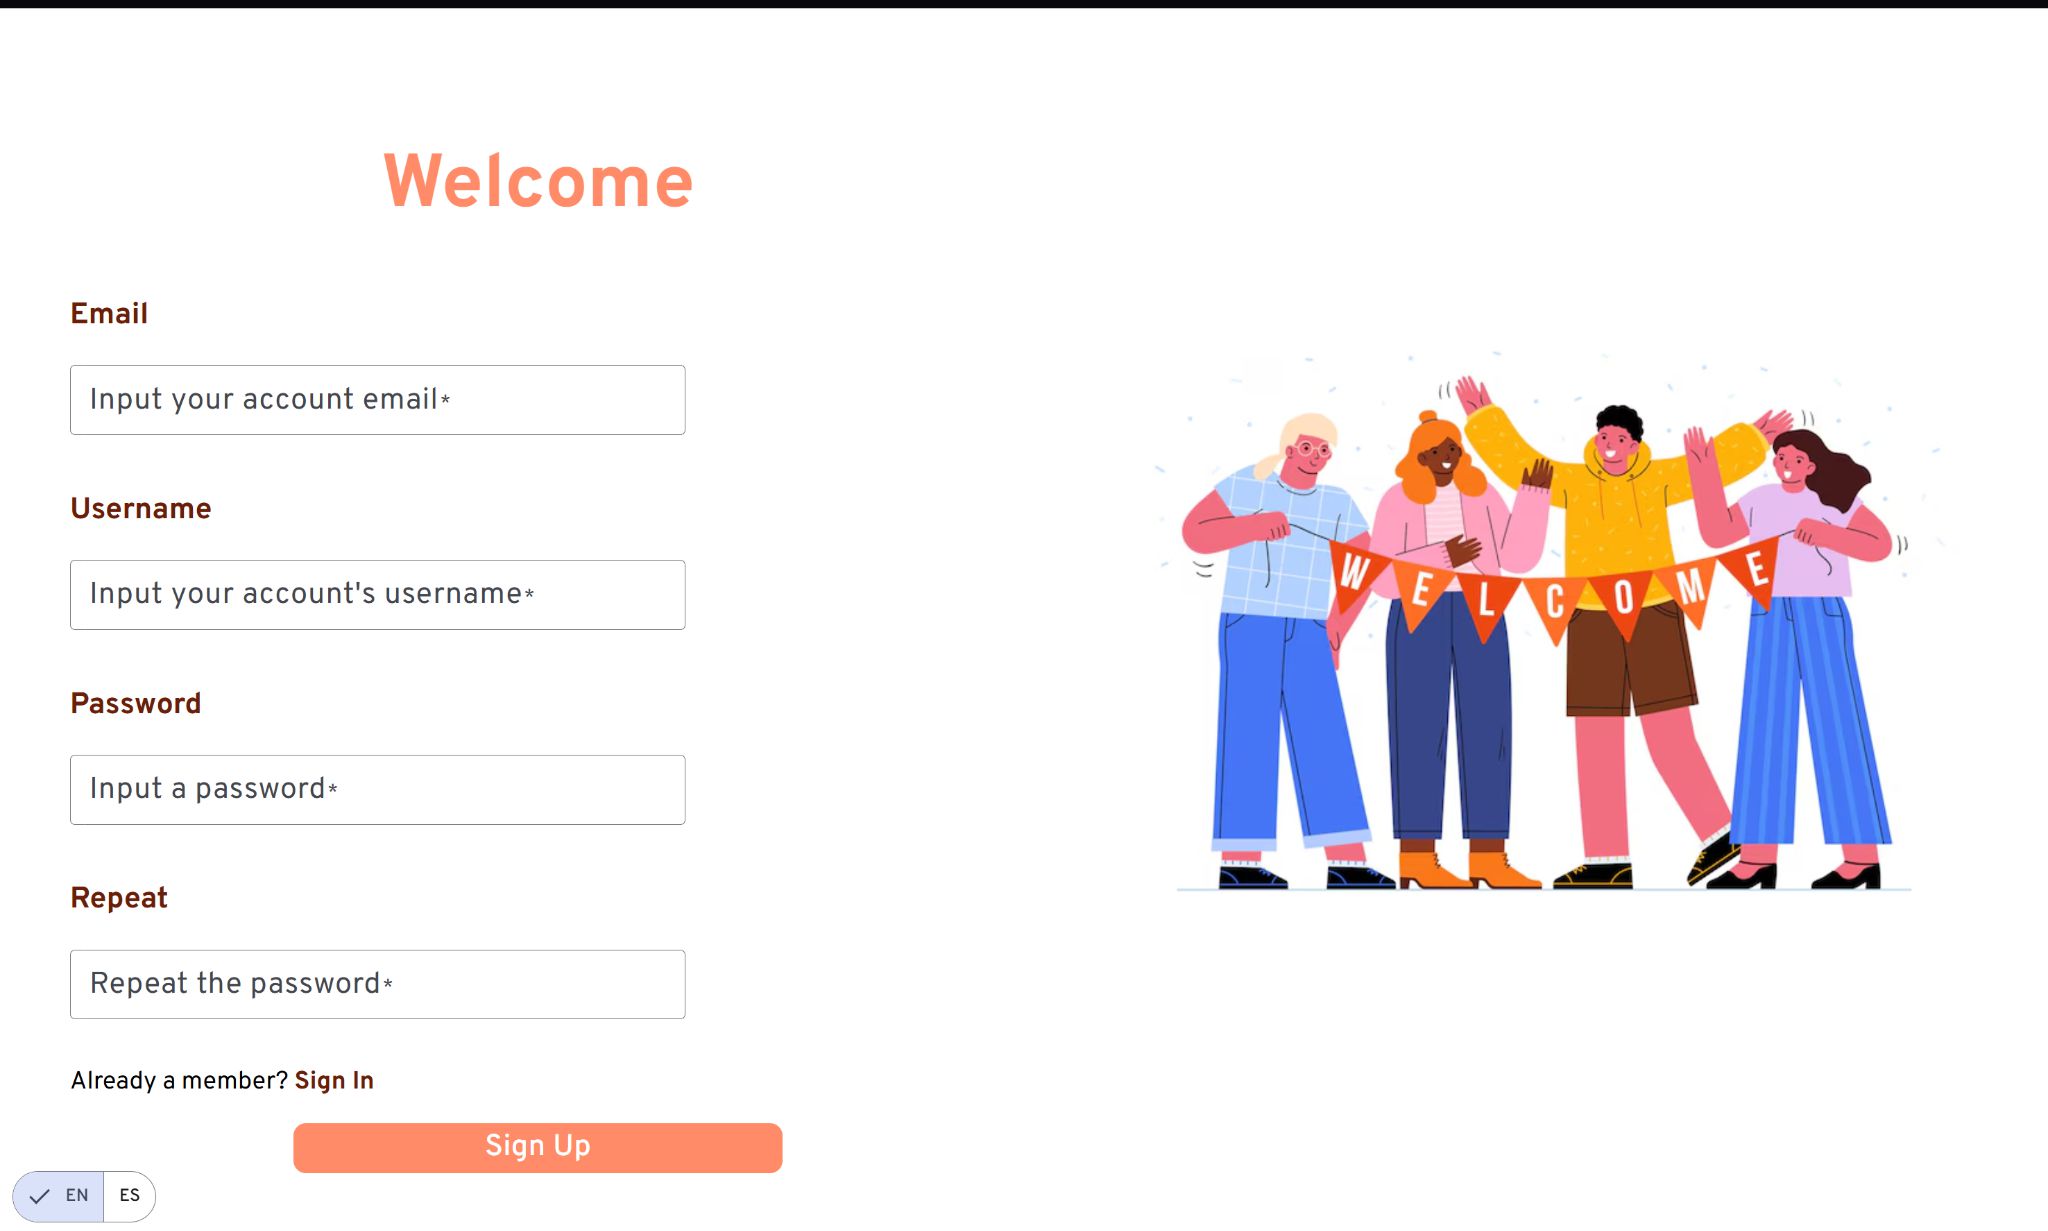 Welcome
Email
Input your account email*
Username
Input your account's username*
Password
Input a password*
Repeat
Repeat the password*
Already a member? Sign In
Sign Up
EN ES
WELCOME